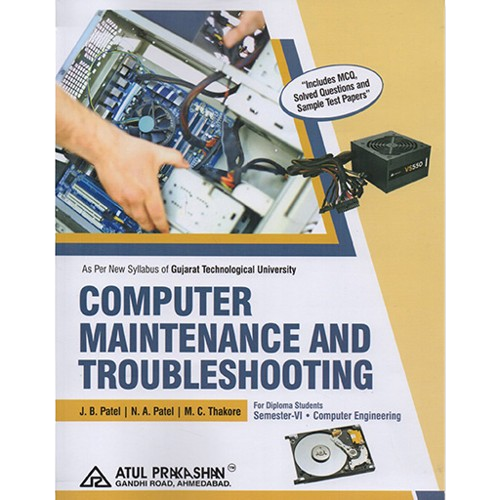 "Includes MCQ,
Solved Questions and
Sample Test Papers"
VS550
As Per New Syllabus of Gujarat Technological University
COMPUTER
MAINTENANCE AND
TROUBLESHOOTING
J. B. Patel | N. A. Patel | M. C. Thakore
For Diploma Students
Semester-VI • Computer Engineering
ATUL PRAKASHAN TM
GANDHI ROAD, AHMEDABAD.